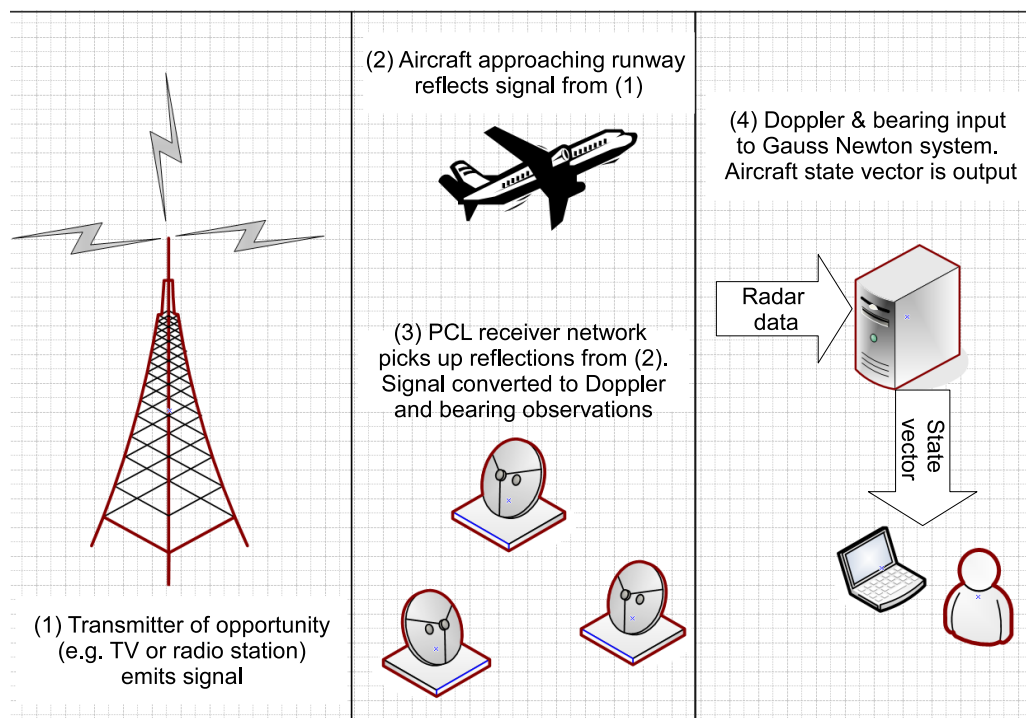 (1) Transmitter of opportunity
(e.g. TV or radio station)
emits signal
(2) Aircraft approaching runway
reflects signal from (1)
(3) PCL receiver network
picks up reflections from (2).
Signal converted to Doppler
and bearing observations
(4) Doppler & bearing input
to Gauss Newton system.
Aircraft state vector is output
Radar
data
State
vector